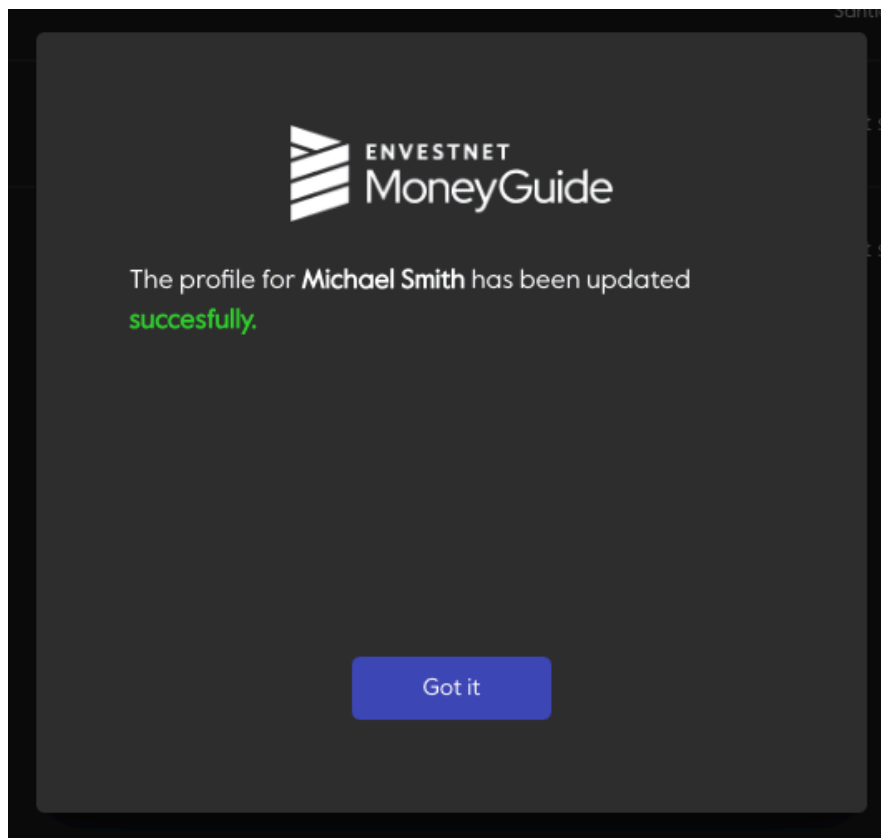 ENVESTNET
MoneyGuide
The profile for Michael Smith has been updated
succesfully.
Got it